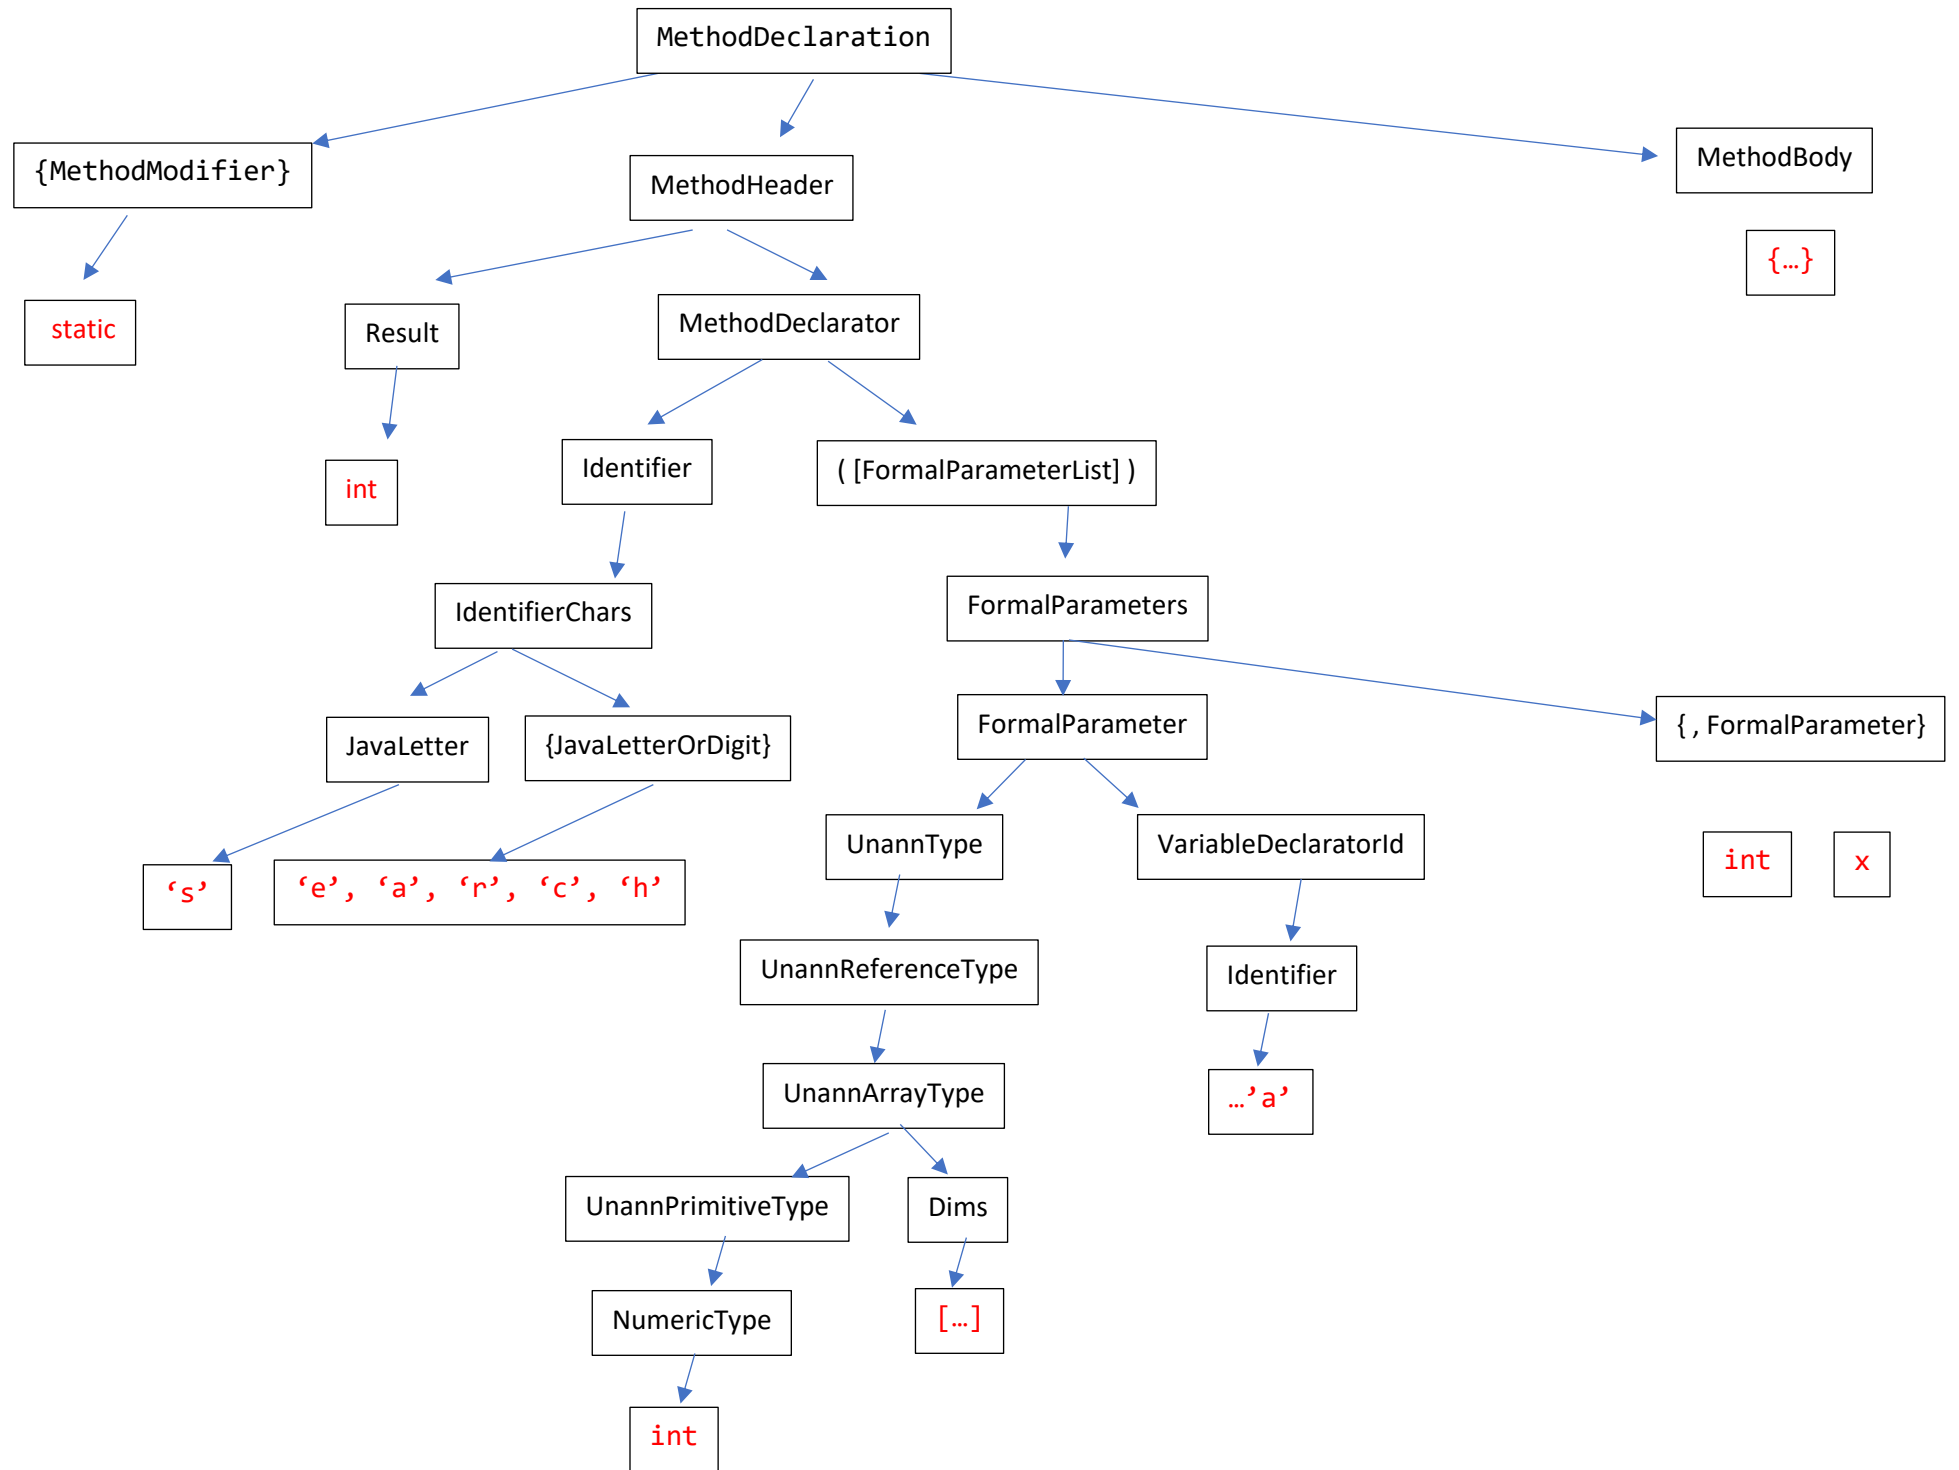 MethodDeclaration
{MethodModifier}
MethodHeader
MethodBody
static
Result
MethodDeclarator
{…}
int
Identifier
( [FormalParameterList] )
IdentifierChars
FormalParameters
JavaLetter
{JavaLetterOrDigit}
FormalParameter
{ , FormalParameter}
‘s’
‘e’, ‘a’, ‘r’, ‘c’, ‘h’
UnannType
VariableDeclaratorId
int
x
UnannReferenceType
Identifier
UnannArrayType
…’a’
UnannPrimitiveType
Dims
NumericType
[…]
int